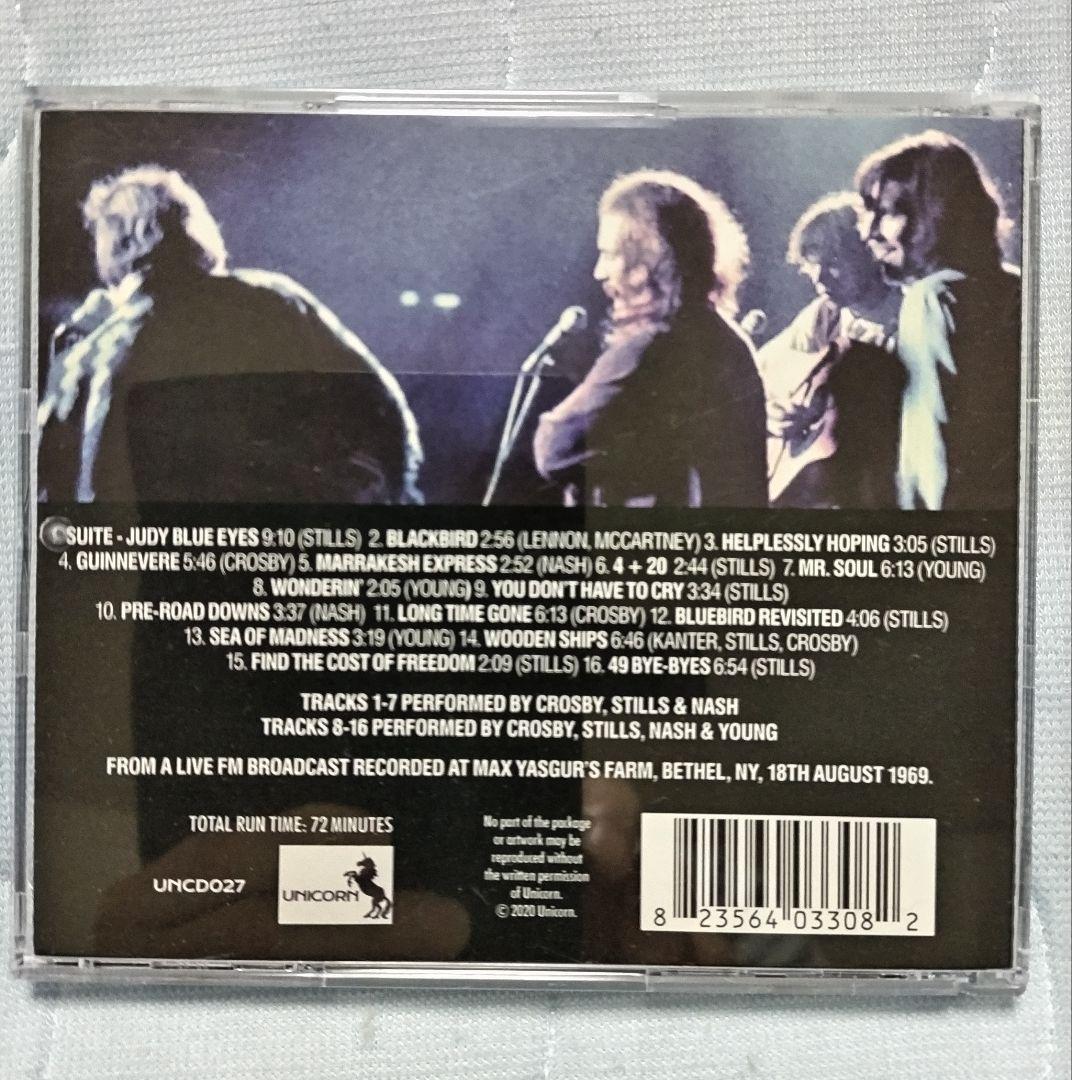 SUITE - JUDY BLUE EYES 9:10 (STILLS) 2. BLACKBIRD 2:56 (LENNON, MCCARTNEY) 3. HELPLESSLY HOPING 3:05 (STILLS)
4. GUINNEVERE 5:46 (CROSBY) 5. MARRAKESH EXPRESS 2:52 (NASH) 6. 4 + 20 2:44 (STILLS) 7. MR. SOUL 6:13 (YOUNG)
8. WONDERIN' 2:05 (YOUNG) 9. YOU DON'T HAVE TO CRY 3:34 (STILLS)
10. PRE-ROAD DOWNS 3:37 (NASH) 11. LONG TIME GONE 6:13 (CROSBY) 12. BLUEBIRD REVISITED 4:06 (STILLS)
13. SEA OF MADNESS 3:19 (YOUNG) 14. WOODEN SHIPS 6:46 (KANTER, STILLS, CROSBY)
15. FIND THE COST OF FREEDOM 2:09 (STILLS) 16. 49 BYE-BYES 6:54 (STILLS)
TRACKS 1-7 PERFORMED BY CROSBY, STILLS & NASH
TRACKS 8-16 PERFORMED BY CROSBY, STILLS, NASH & YOUNG
FROM A LIVE FM BROADCAST RECORDED AT MAX YASGUR'S FARM, BETHEL, NY, 18TH AUGUST 1969.
TOTAL RUN TIME: 72 MINUTES
UNCD027
UNICORN
No part of the package
or artwork may be
reproduced without
the written permission
of Unicorn.
© 2020 Unicorn.
8 23564 03308 2